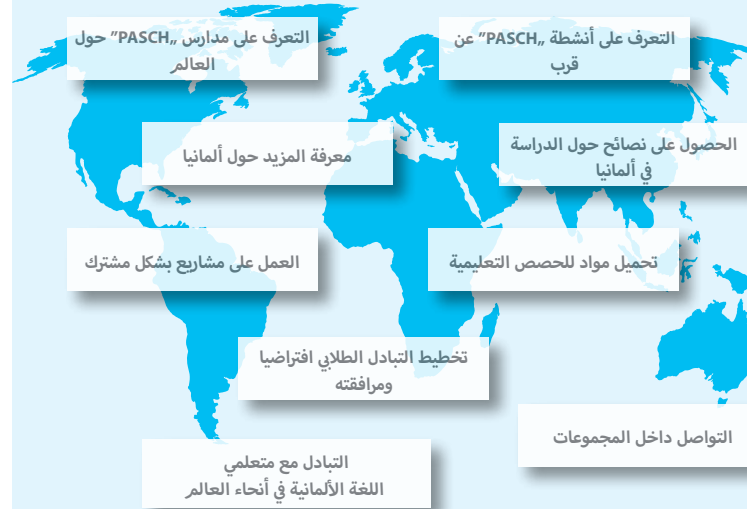 التعرف على مدارس „PASCH” حول
العالم
التعرف على أنشطة „PASCH” عن
قرب
معرفة المزيد حول ألمانيا
الحصول على نصائح حول الدراسة
في ألمانيا
العمل على مشاريع بشكل مشترك
تحميل مواد للحصص التعليمية
تخطيط التبادل الطلابي افتراضيا
ومرافقته
التواصل داخل المجموعات
التبادل مع متعلمي
اللغة الألمانية في أنحاء العالم